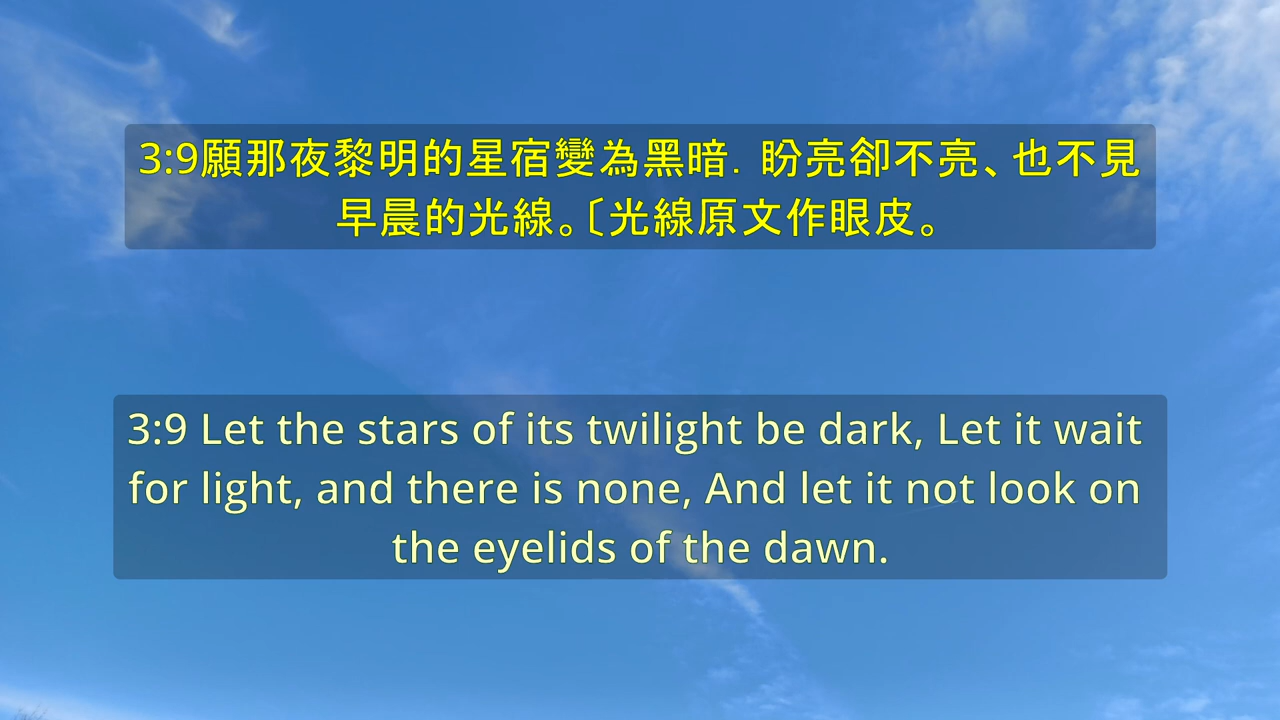 3:9願那夜黎明的星宿變為黑暗．盼亮卻不亮、也不見
早晨的光線。〔光線原文作眼皮。
3:9 Let the stars of its twilight be dark, Let it wait
for light, and there is none, And let it not look on
the eyelids of the dawn.